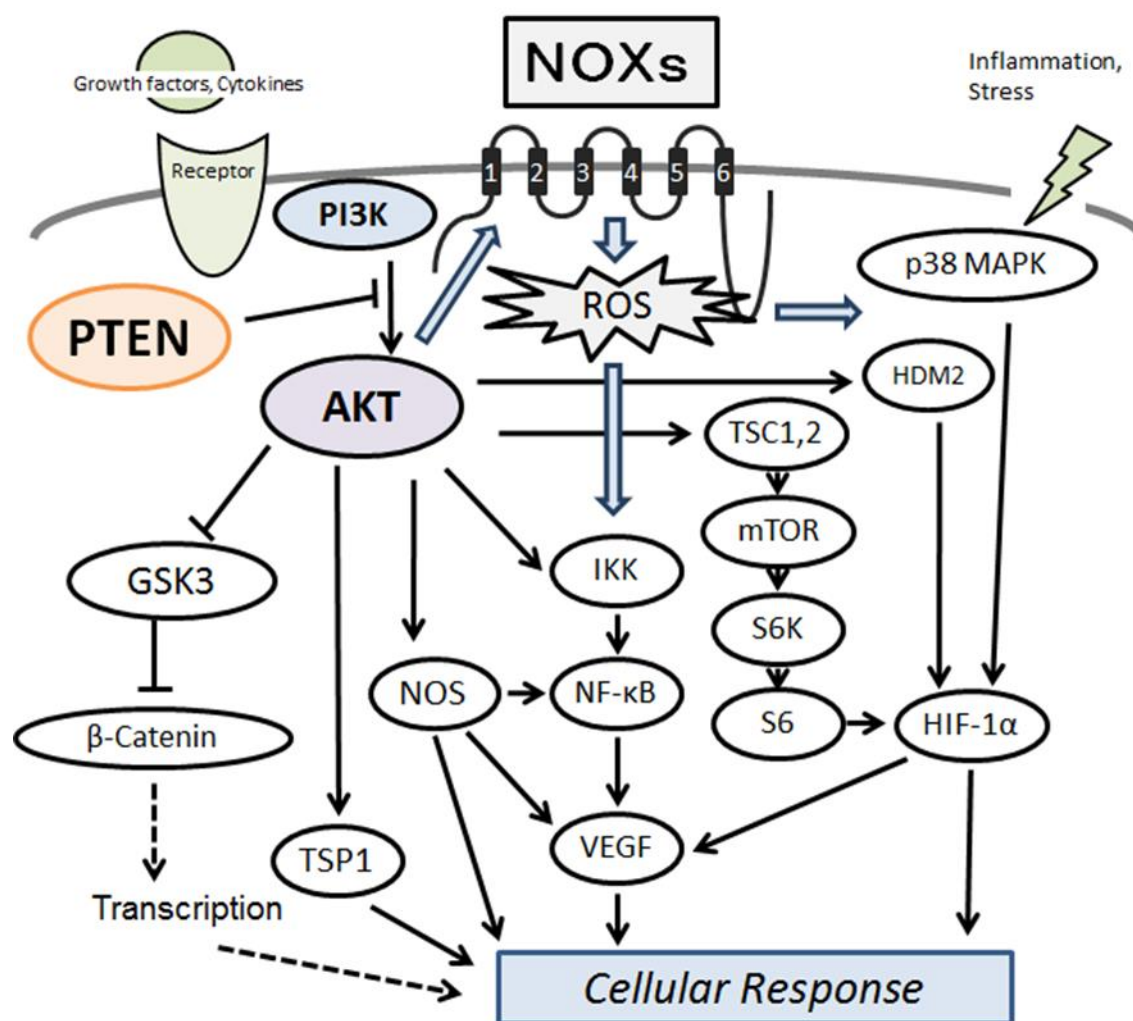 NOXs
Growth factors, Cytokines
Inflammation,
Stress
Receptor
1 2 3 4 5 6
PI3K
p38 MAPK
ROS
PTEN
HDM2
AKT
TSC1,2
mTOR
GSK3
IKK
S6K
NOS
NF-κB
S6
HIF-1α
β-Catenin
TSP1
VEGF
Transcription
Cellular Response